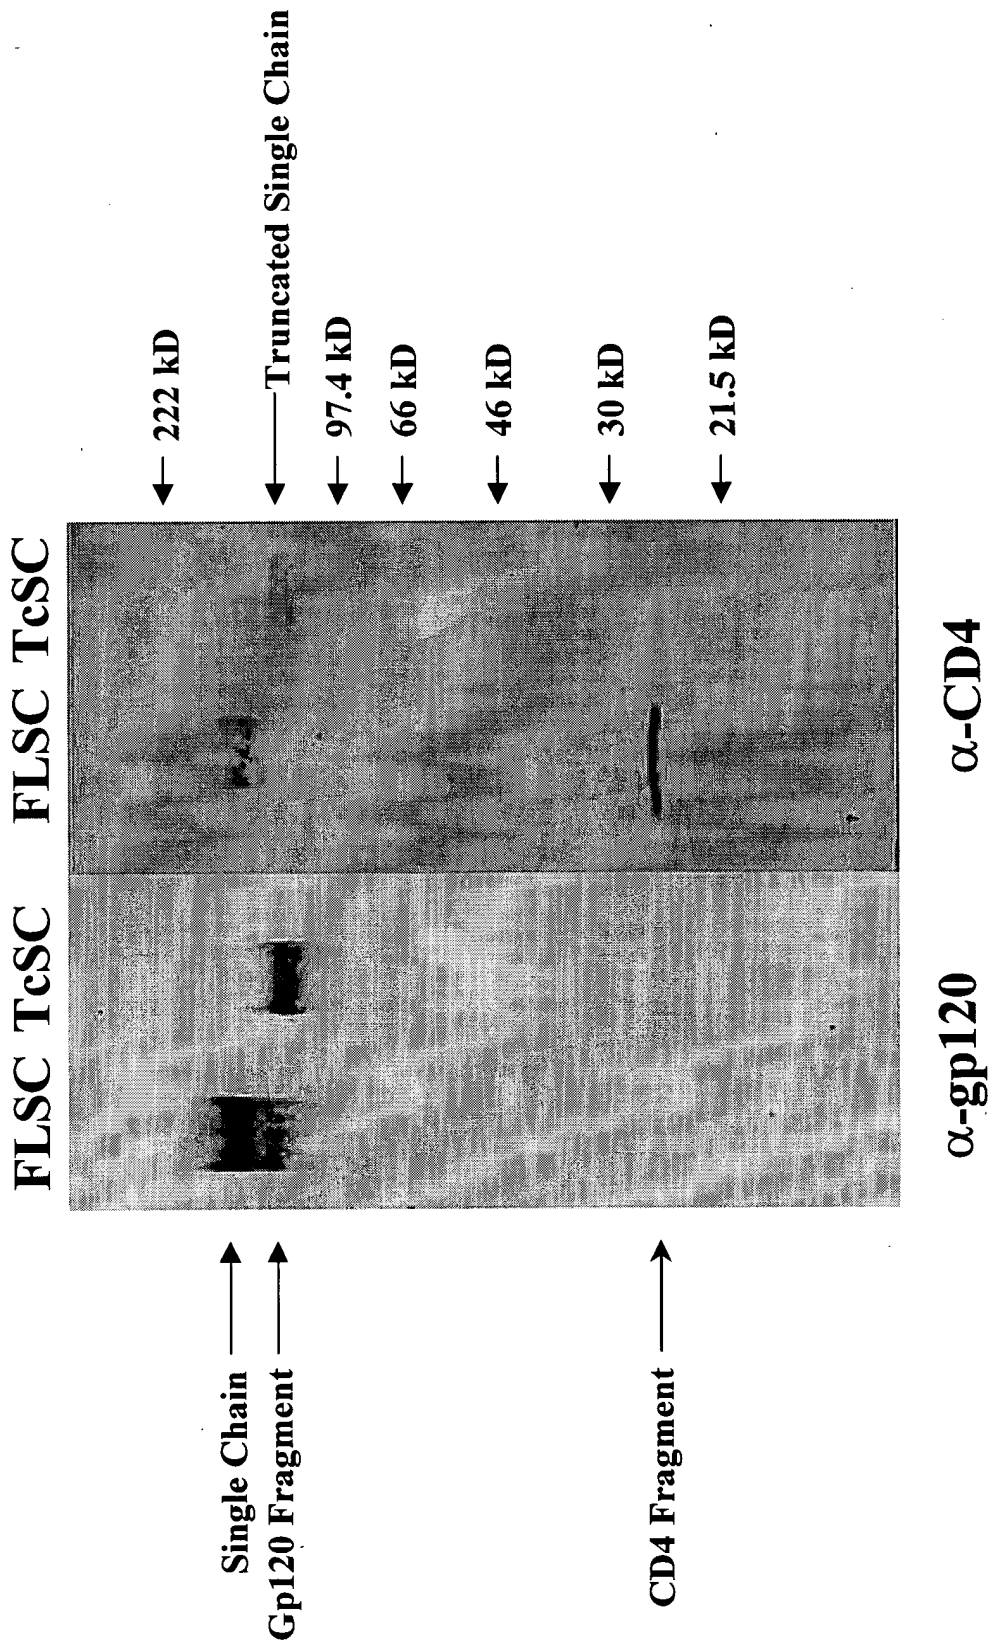 FLSC TcSC FLSC TcSC
Single Chain
Gp120 Fragment
CD4 Fragment
222 kD
Truncated Single Chain
97.4 kD
66 kD
46 kD
30 kD
21.5 kD
α-gp120
α-CD4